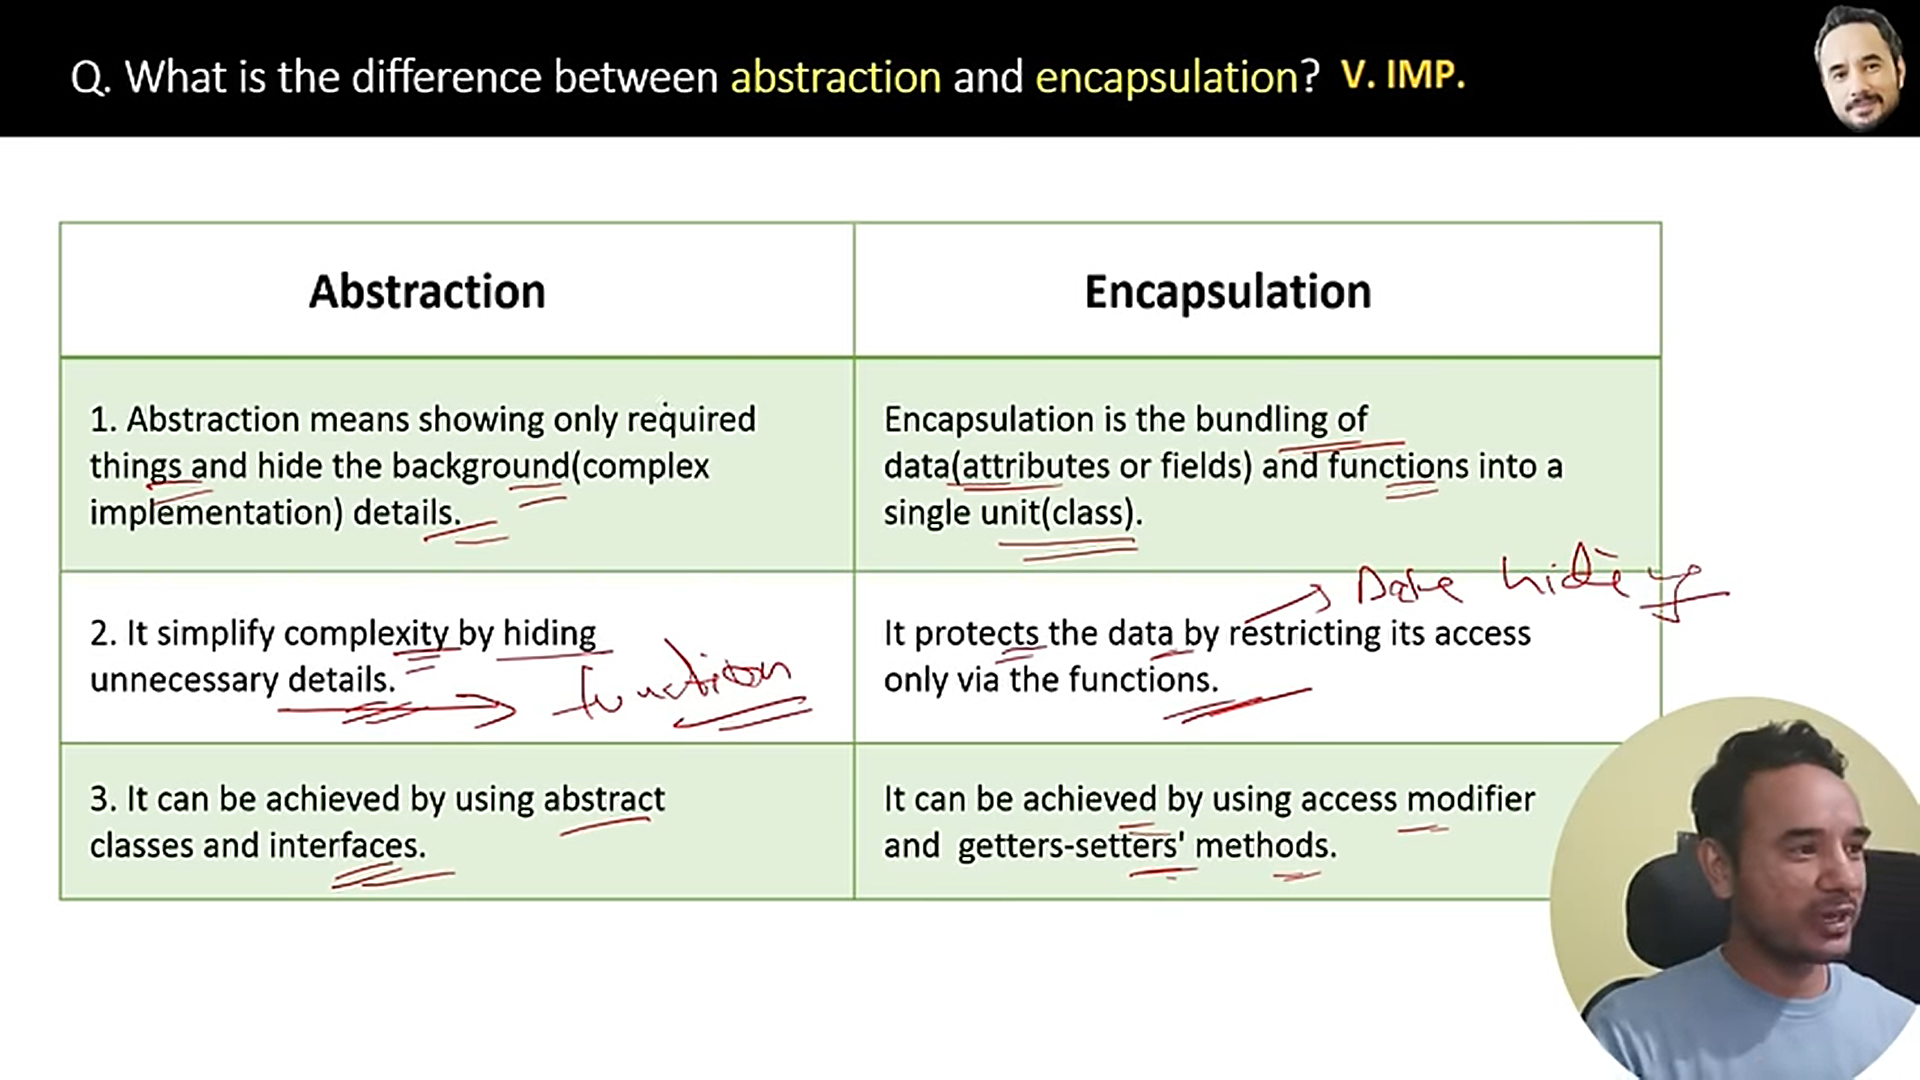 Q. What is the difference between abstraction and encapsulation? V. IMP.
Abstraction
Encapsulation
1. Abstraction means showing only required
things and hide the background(complex
implementation) details.
Encapsulation is the bundling of
data(attributes or fields) and functions into a
single unit(class).
Data hiding
2. It simplify complexity by hiding
unnecessary details.
function
It protects the data by restricting its access
only via the functions.
3. It can be achieved by using abstract
classes and interfaces.
It can be achieved by using access modifier
and getters-setters' methods.